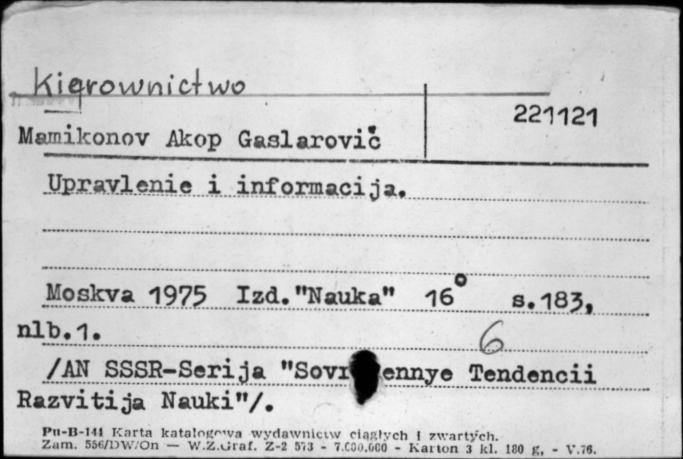 Kierownictwo
221121
Mamikonov Akop Gaslarovič
Upravlenie i informacija.
Moskva 1975 Izd."Nauka" 16° s.183,
nlb.1.
6
/AN SSSR-Serija "Sovr ennye Tendencii
Razvitija Nauki"/.
Pu-B-144 Karta katalogowa wydawnictw ciągłych i zwartych.
Zam. 556/DW/On — W.Z.Graf. Z-2 573 - 7.000.000 - Karton 3 kl. 180 g, - V.76.